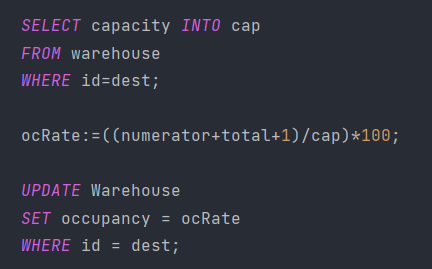 SELECT capacity INTO cap
FROM warehouse
WHERE id=dest;
ocRate:=((numerator+total+1)/cap)*100;
UPDATE Warehouse
SET occupancy = ocRate
WHERE id = dest;